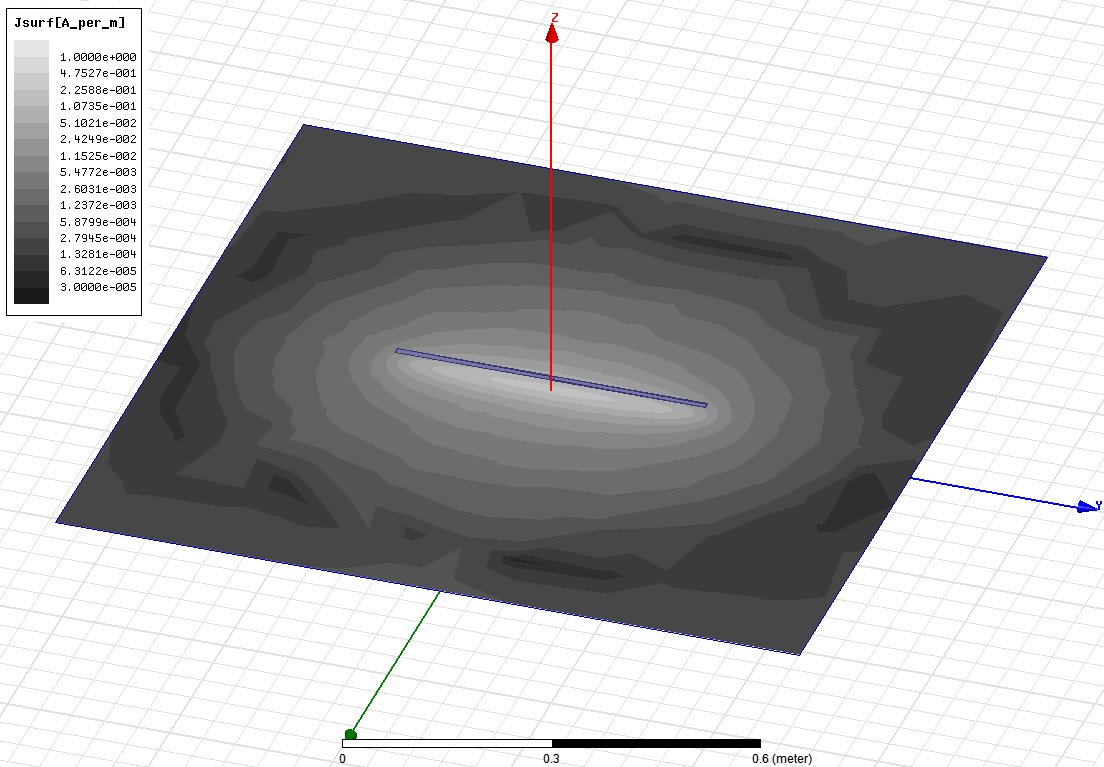 Jsurf[A_per_m]
1.0000e+000
4.7527e-001
2.2588e-001
1.0735e-001
5.1021e-002
2.4249e-002
1.1525e-002
5.4772e-003
2.6031e-003
1.2372e-003
5.8799e-004
2.7945e-004
1.3281e-004
6.3122e-005
3.0000e-005
Z
Y
0 0.3 0.6 (meter)